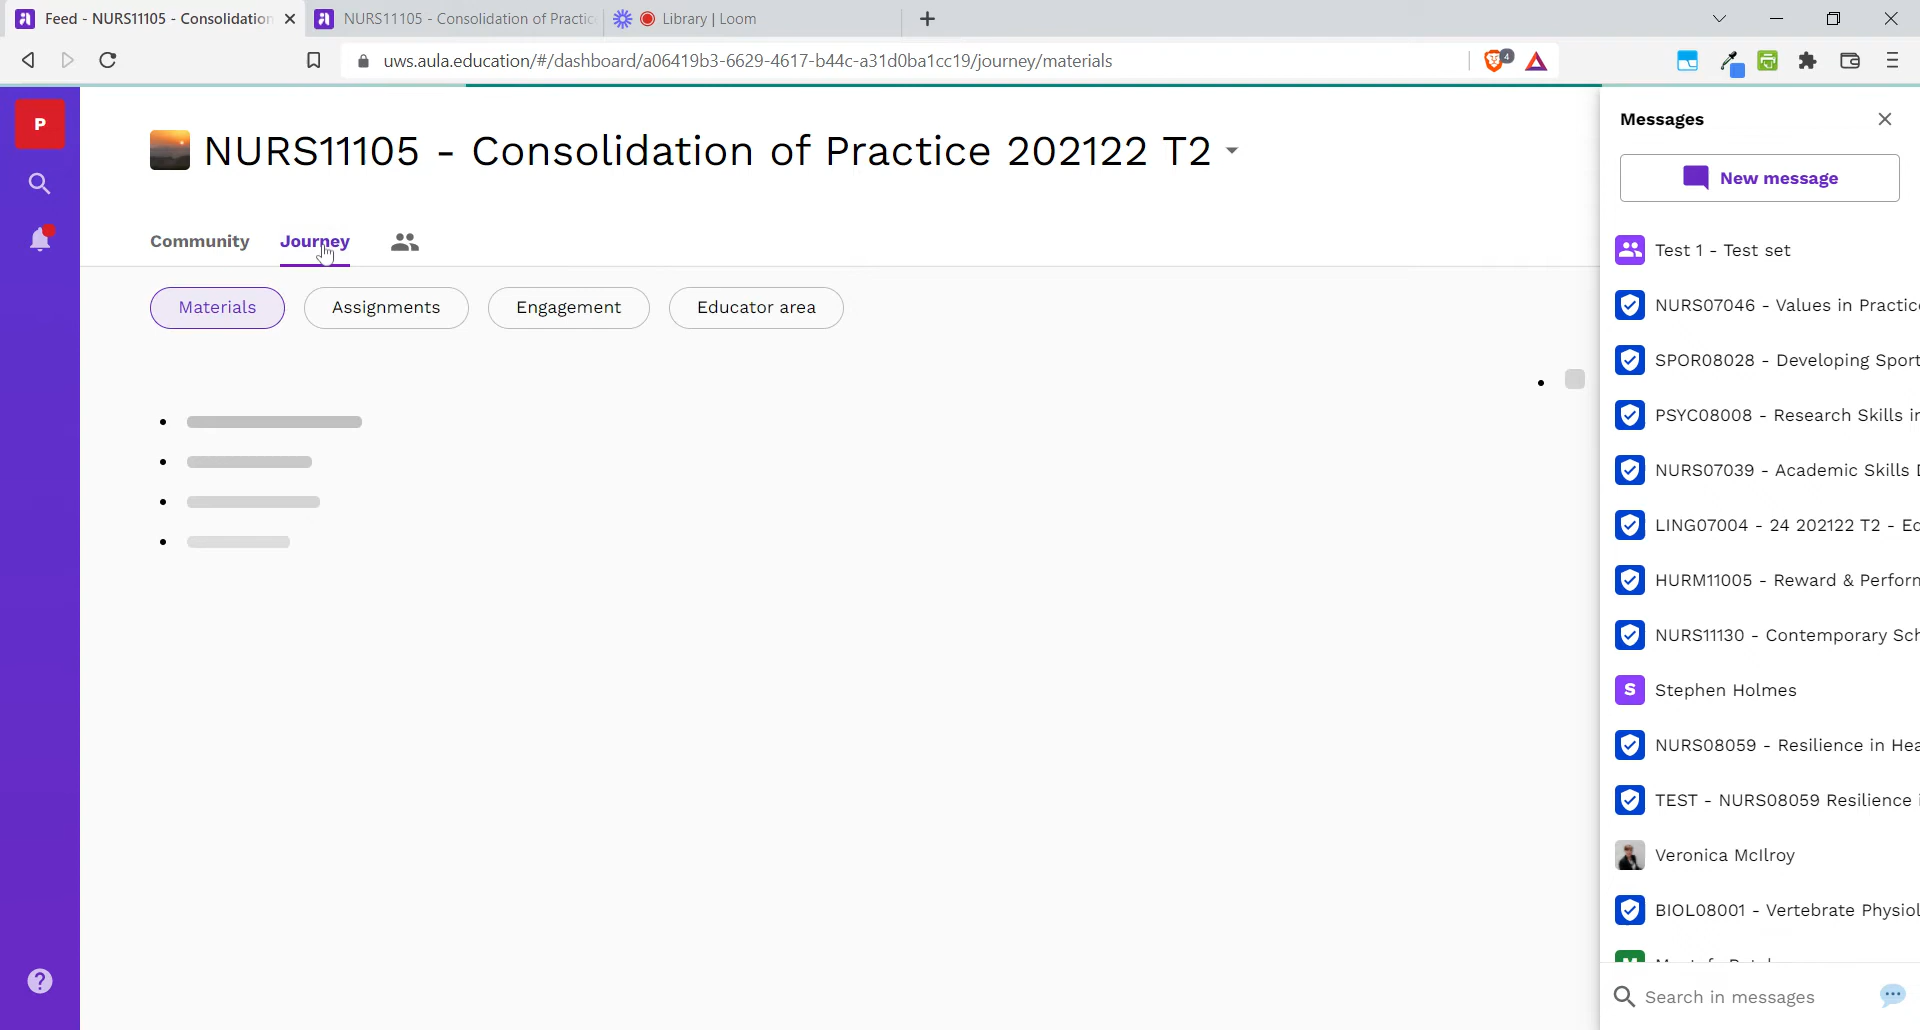 Feed - NURS11105 - Consolidation
NURS11105 - Consolidation of Practic
Library | Loom
uws.aula.education/#/dashboard/a06419b3-6629-4617-b44c-a31d0ba1cc19/journey/materials
4
P
NURS11105 - Consolidation of Practice 202122 T2
Community
Journey
Materials
Assignments
Engagement
Educator area
Messages
New message
Test 1 - Test set
NURS07046 - Values in Practic
SPOR08028 - Developing Sport
PSYC08008 - Research Skills i
NURS07039 - Academic Skills
LING07004 - 24 202122 T2 - Ed
HURM11005 - Reward & Perforn
NURS11130 - Contemporary Sch
S
Stephen Holmes
NURS08059 - Resilience in Hea
TEST - NURS08059 Resilience
Veronica McIlroy
BIOL08001 - Vertebrate Physiol
Search in messages